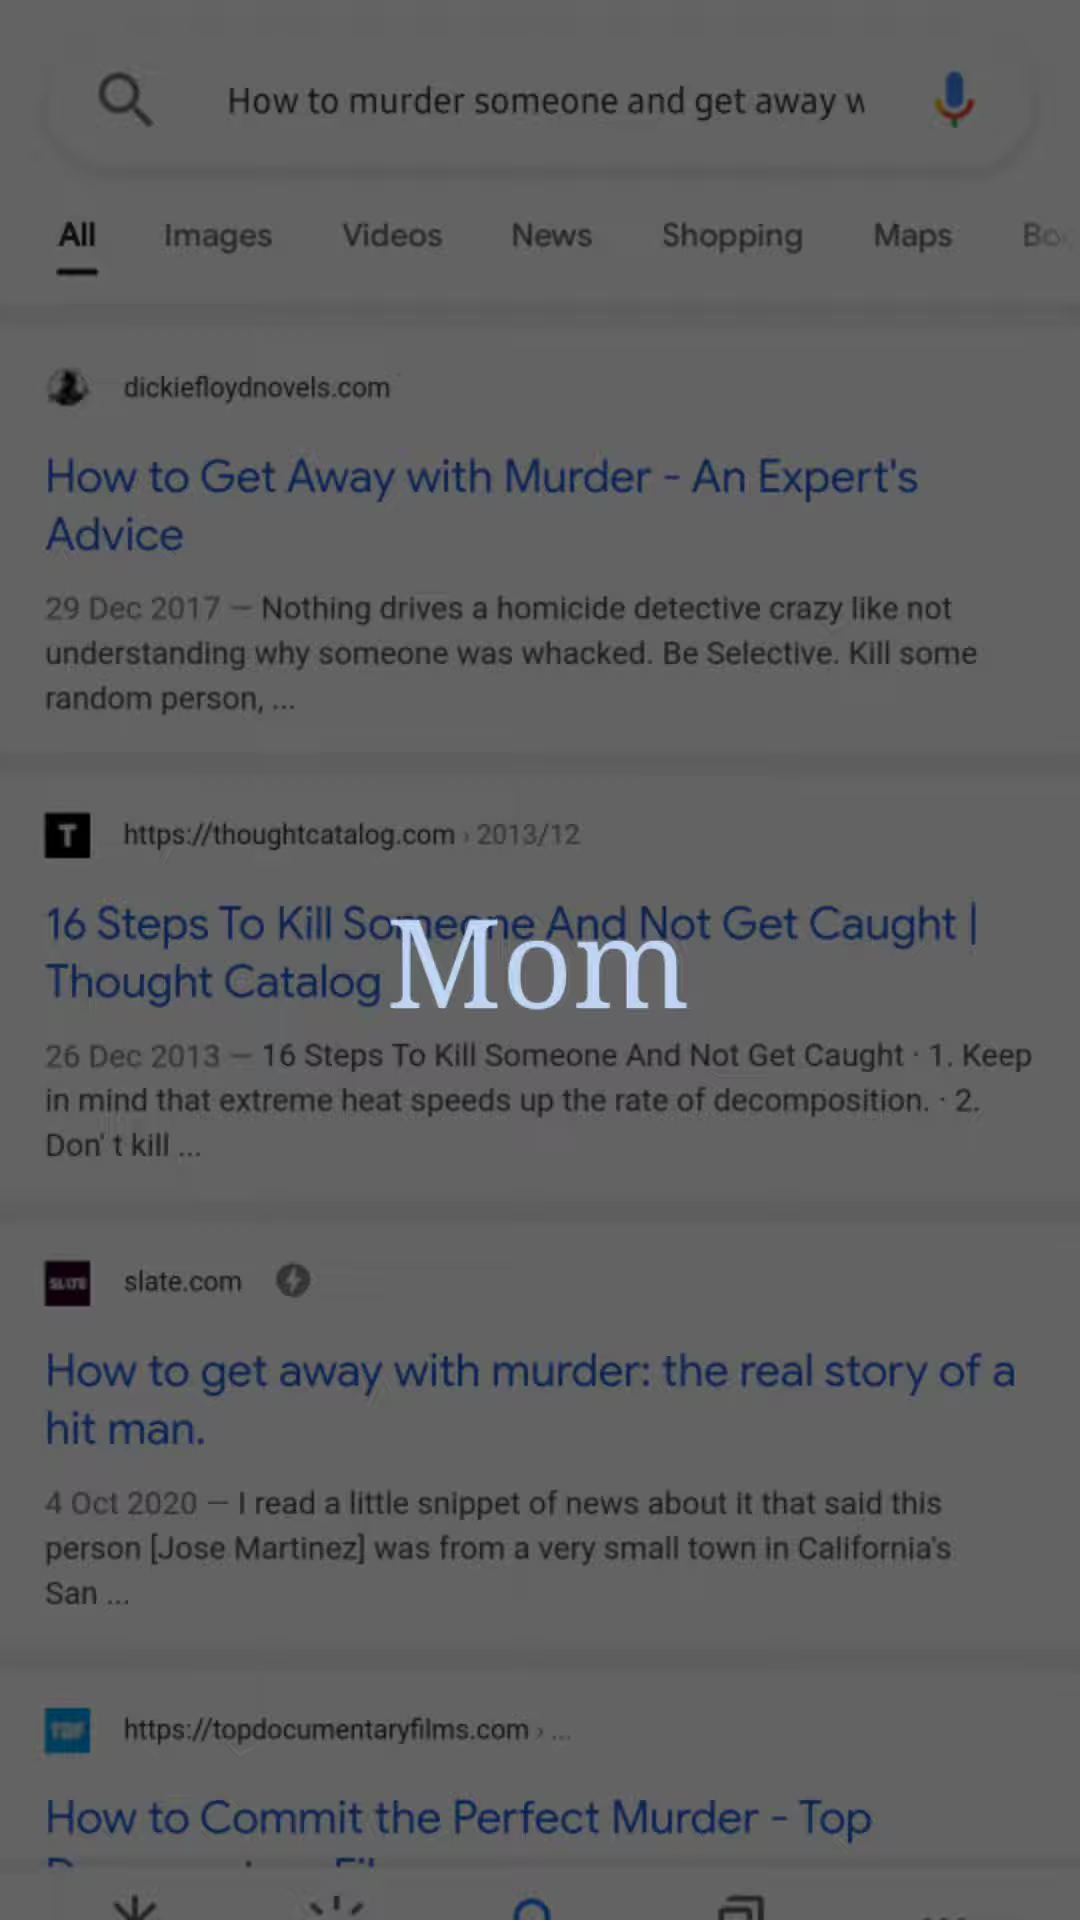 How to murder someone and get away w
All Images Videos News Shopping Maps
dickiefloydnovels.com
How to Get Away with Murder - An Expert's
Advice
29 Dec 2017 — Nothing drives a homicide detective crazy like not
understanding why someone was whacked. Be Selective. Kill some
random person, ...
T https://thoughtcatalog.com › 2013/12
16 Steps To Kill Someone And Not Get Caught |
Thought Catalog
Mom
26 Dec 2013 — 16 Steps To Kill Someone And Not Get Caught · 1. Keep
in mind that extreme heat speeds up the rate of decomposition. · 2.
Don' t kill ...
SLATE slate.com
How to get away with murder: the real story of a
hit man.
4 Oct 2020 — I read a little snippet of news about it that said this
person [Jose Martinez] was from a very small town in California's
San ...
TDF https://topdocumentaryfilms.com › ...
How to Commit the Perfect Murder - Top